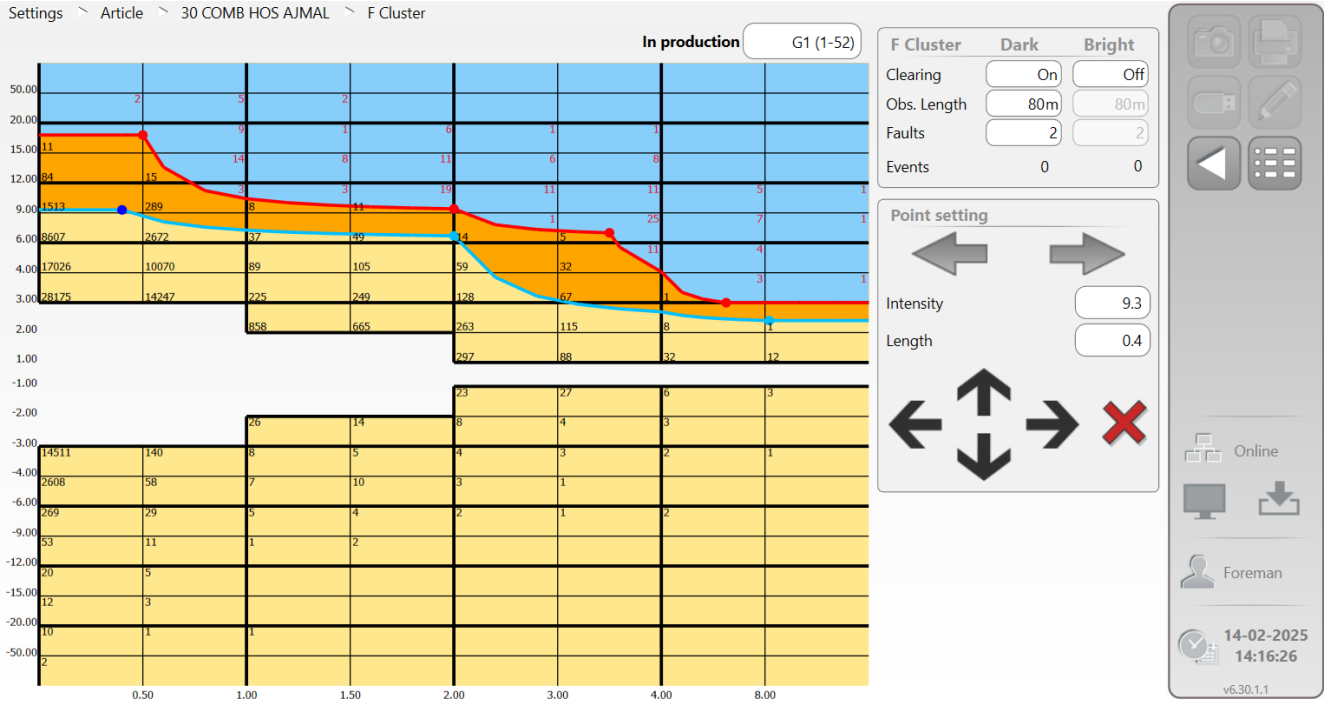 Settings > Article > 30 COMB HOS AJMAL > F Cluster
In production G1 (1-52)
50.00
2 5 2
20.00
9 1 6 1 1
15.00 11
14 8 11 6 8
12.00 84 15
3 3 19 11 11 5 1
9.00 1513 289 8 11
1 25 7 1
6.00 8607 2672 37 49 14 5
11 4
4.00 17026 10070 89 105 59 32
3 1
3.00 28175 14247 225 249 128 67 1
2.00 858 665 263 115 8 1
1.00 297 88 32 12
-1.00
23 27 6 3
-2.00
26 14 8 4 3
-3.00
14511 140 8 5 4 3 2 1
-4.00
2608 58 7 10 3 1
-6.00
269 29 5 4 2 1 2
-9.00
53 11 1 2
-12.00
20 5
-15.00
12 3
-20.00
10 1 1
-50.00
2
0.50 1.00 1.50 2.00 3.00 4.00 8.00
F Cluster Dark Bright
Clearing On Off
Obs. Length 80m 80m
Faults 2 2
Events 0 0
Point setting
Intensity 9.3
Length 0.4
Online
Foreman
14-02-2025
14:16:26
v6.30.1.1